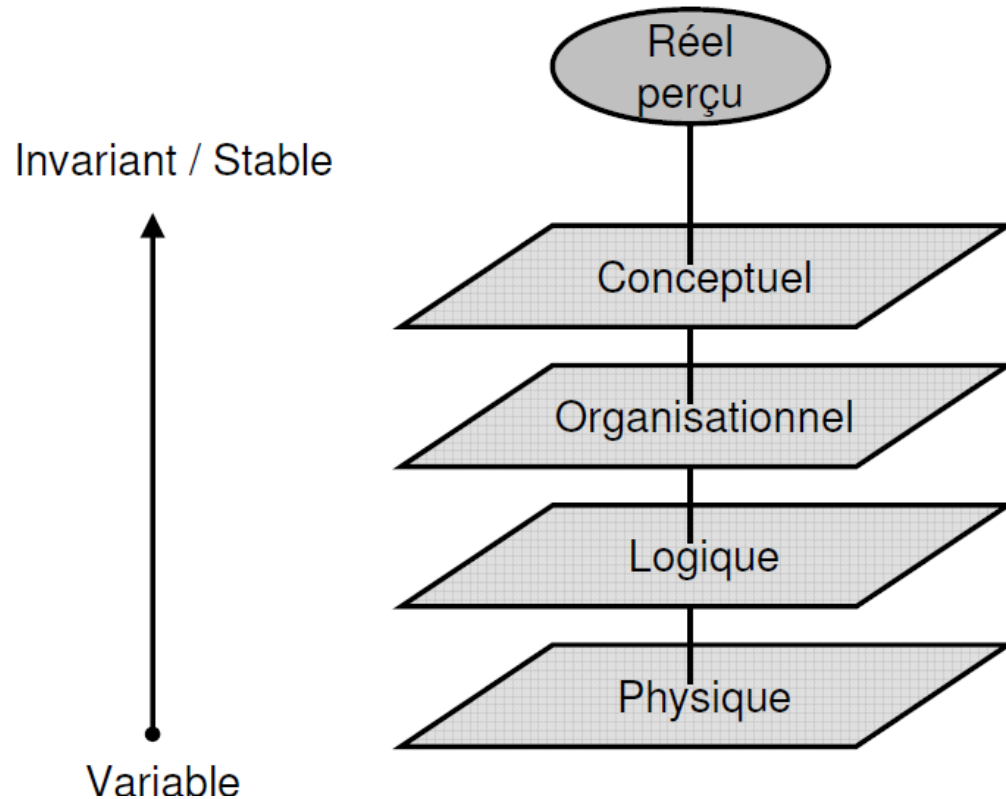 Réel
perçu
Invariant / Stable
Conceptuel
Organisationnel
Logique
Physique
Variable